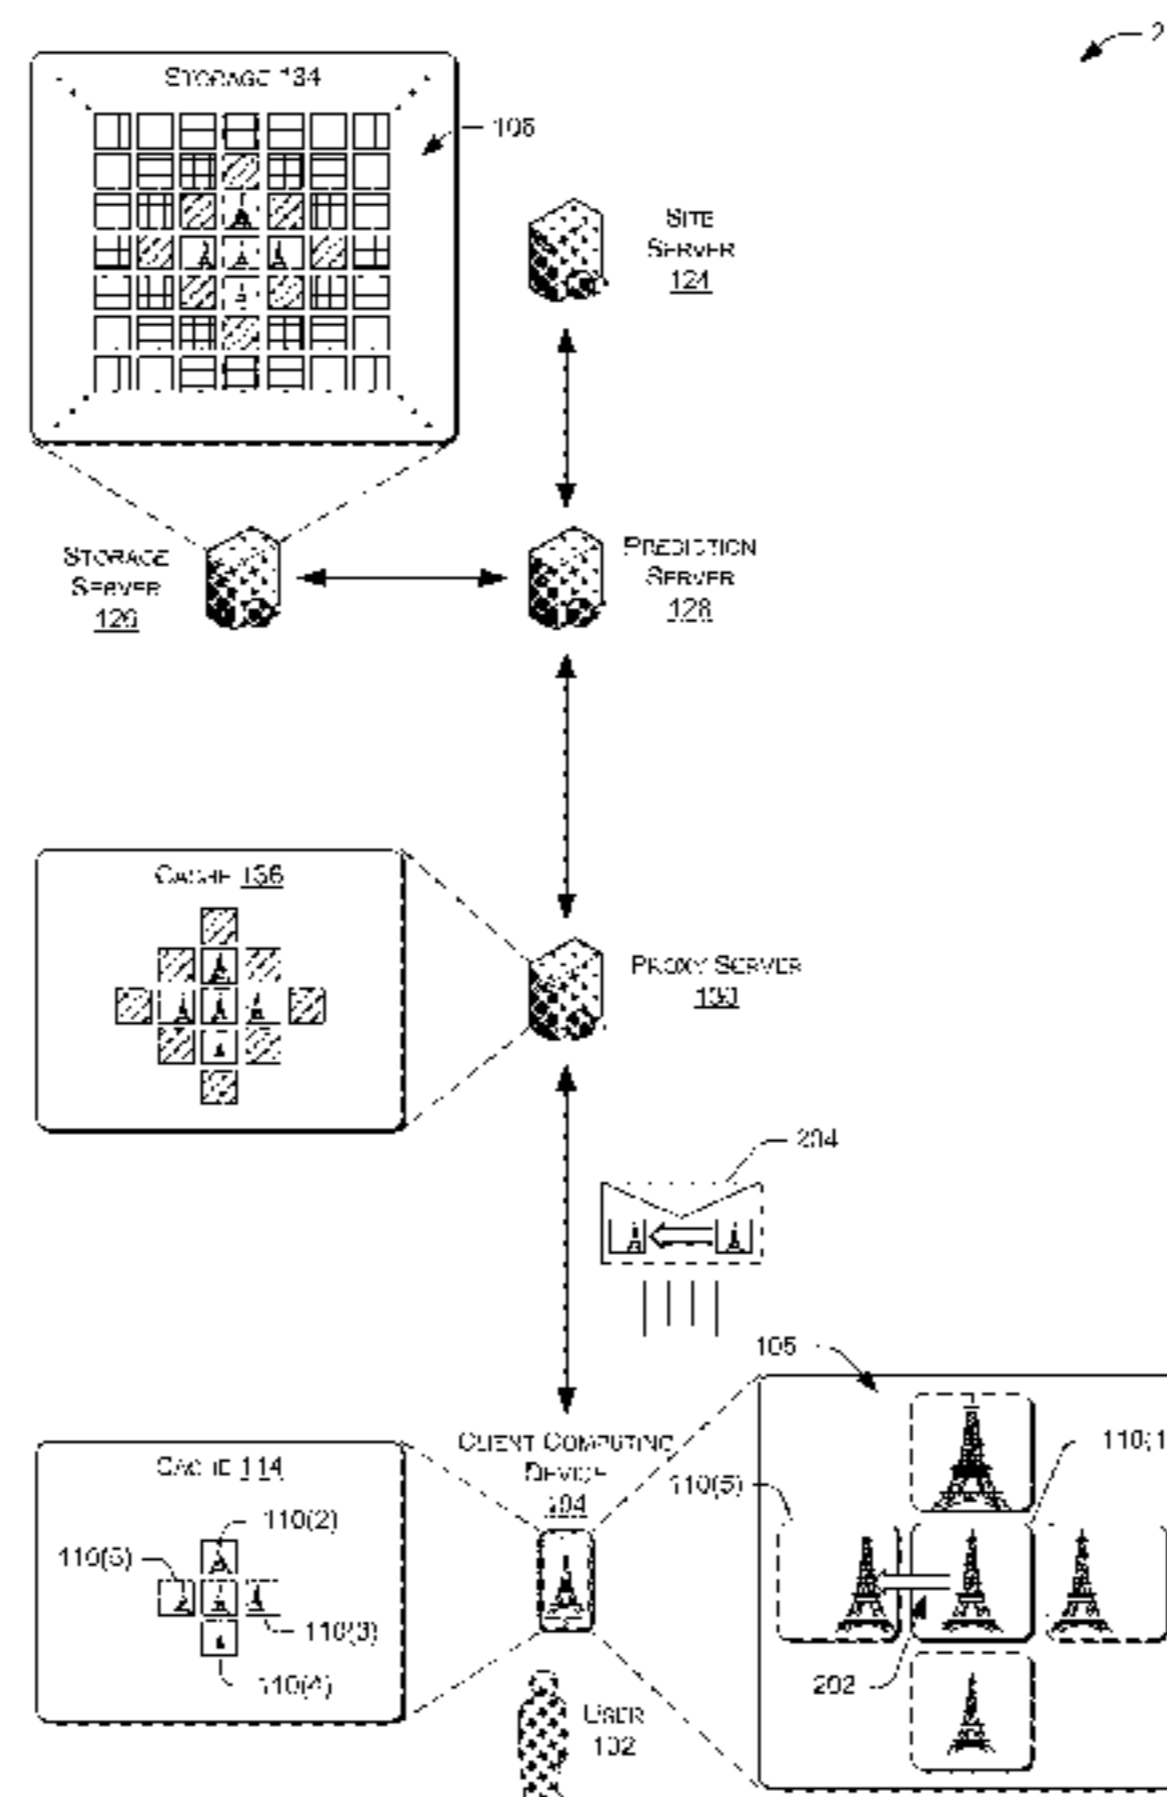 2
STORAGE 134
106
SITE
SERVER
124
STORAGE
SERVER
126
PREDICTION
SERVER
128
CACHE 136
PROXY SERVER
130
204
106
CLIENT COMPUTING
DEVICE
104
CACHE 114
110(2)
110(5)
110(3)
110(4)
110(5)
110(1
202
USER
102